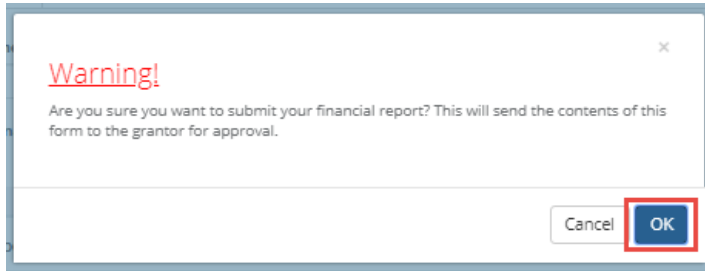 ×
Warning!
Are you sure you want to submit your financial report? This will send the contents of this
form to the grantor for approval.
Cancel OK